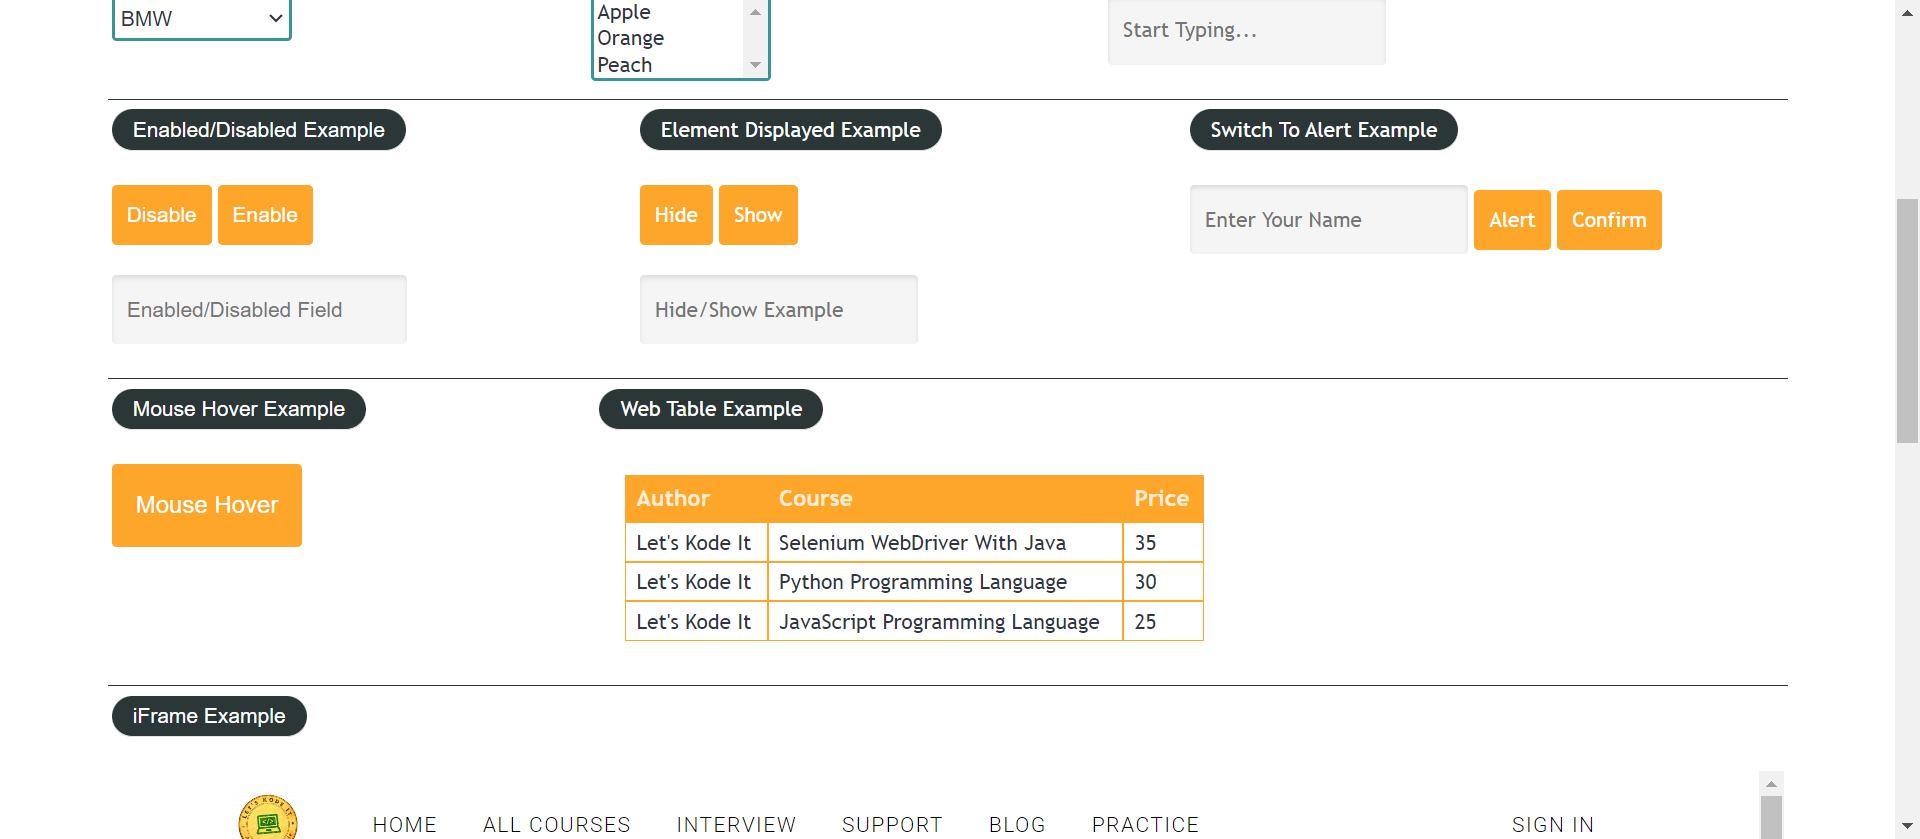 BMW
Apple
Orange
Peach
Start Typing...
Enabled/Disabled Example
Element Displayed Example
Switch To Alert Example
Disable
Enable
Hide
Show
Enter Your Name
Alert
Confirm
Enabled/Disabled Field
Hide/Show Example
Mouse Hover Example
Web Table Example
Mouse Hover
Author Course Price
Let's Kode It Selenium WebDriver With Java 35
Let's Kode It Python Programming Language 30
Let's Kode It JavaScript Programming Language 25
iFrame Example
LET'S KODE IT
HOME ALL COURSES INTERVIEW SUPPORT BLOG PRACTICE SIGN IN